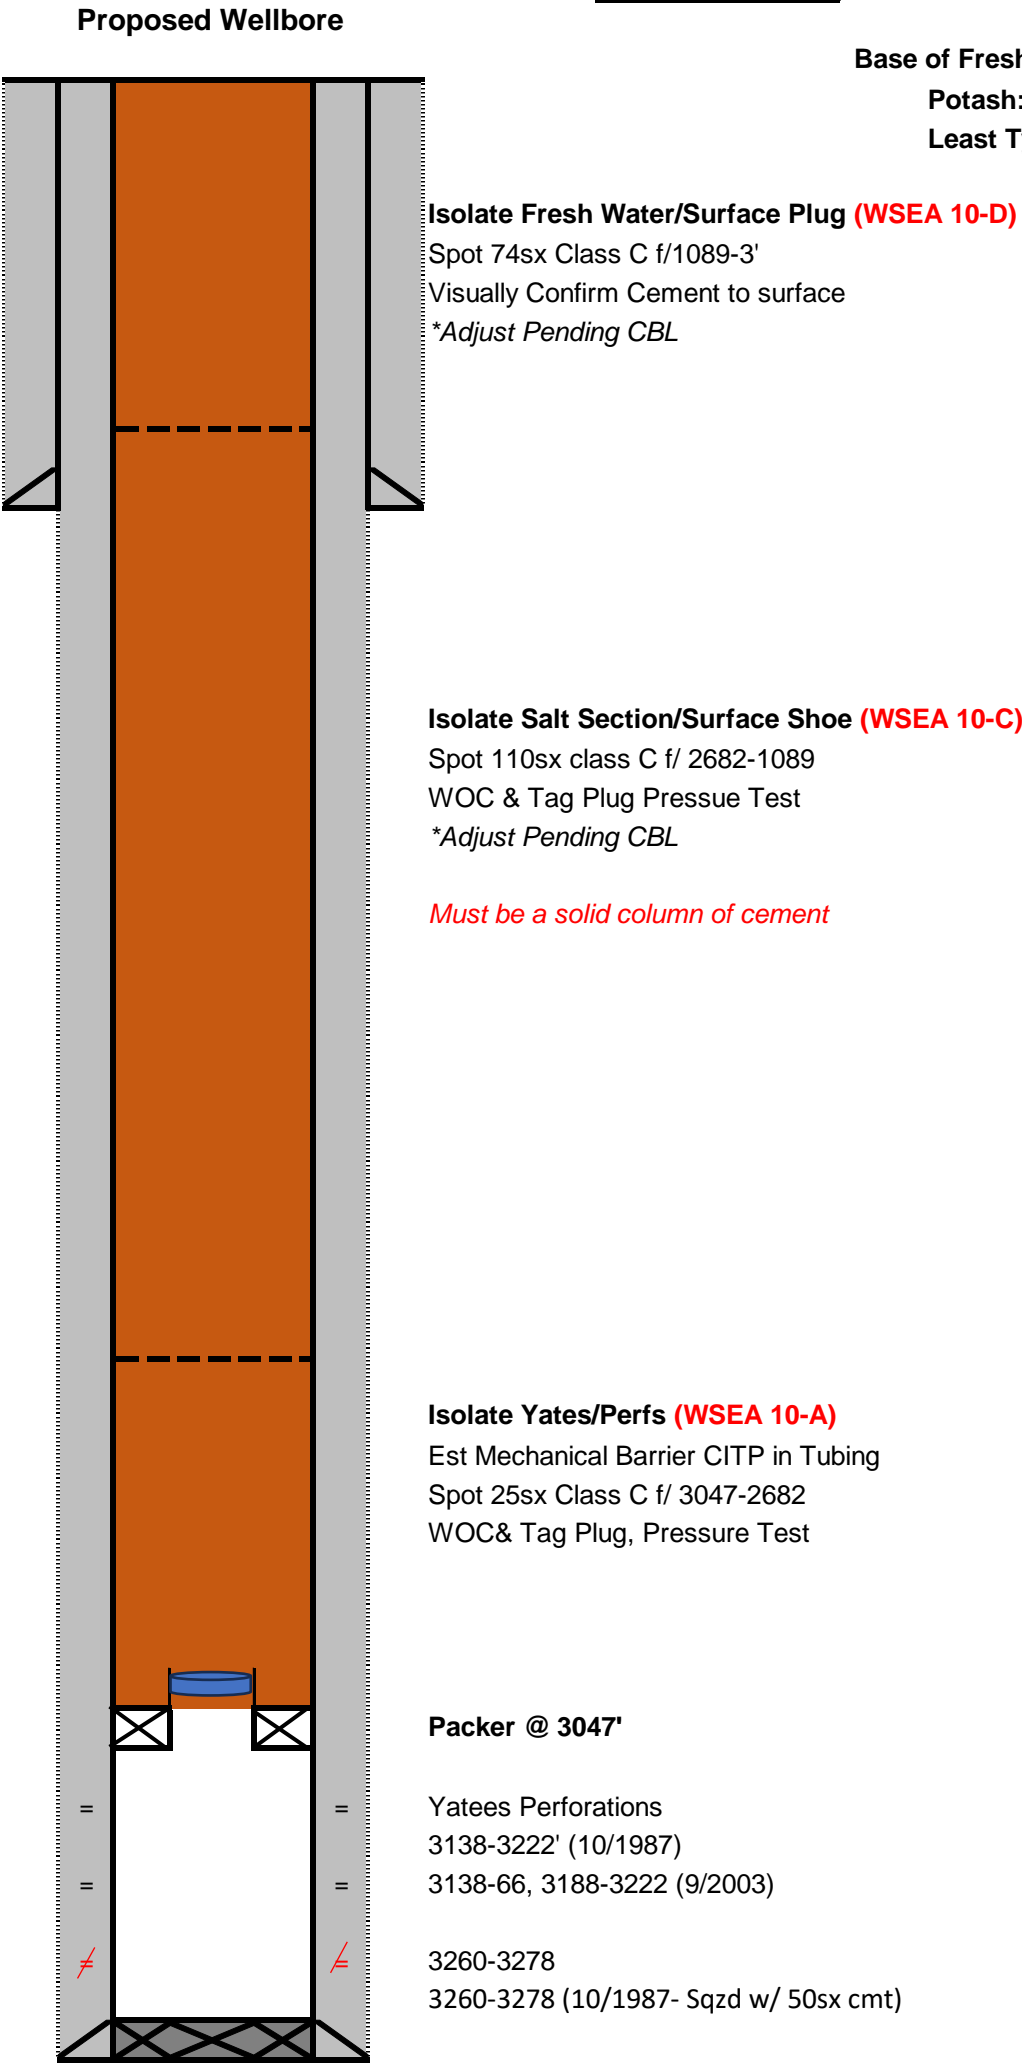 Proposed Wellbore
Base of Fresh
Potash:
Least
Isolate Fresh Water/Surface Plug (WSEA 10-D)
Spot 74sx Class C f/1089-3'
Visually Confirm Cement to surface
*Adjust Pending CBL
Isolate Salt Section/Surface Shoe (WSEA 10-C)
Spot 110sx class C f/ 2682-1089
WOC & Tag Plug Pressue Test
*Adjust Pending CBL
Must be a solid column of cement
Isolate Yates/Perfs (WSEA 10-A)
Est Mechanical Barrier CITP in Tubing
Spot 25sx Class C f/ 3047-2682
WOC& Tag Plug, Pressure Test
Packer @ 3047'
= = Yatees Perforations
3138-3222' (10/1987)
= = 3138-66, 3188-3222 (9/2003)
= = 3260-3278
3260-3278 (10/1987- Sqzd w/ 50sx cmt)